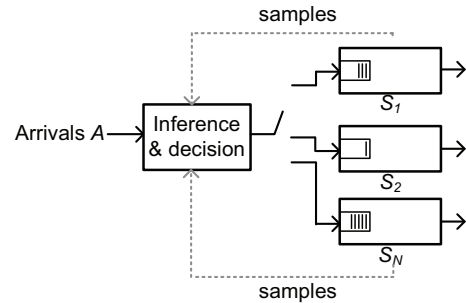 samples
Arrivals A
Inference
& decision
S1
S2
SN
samples